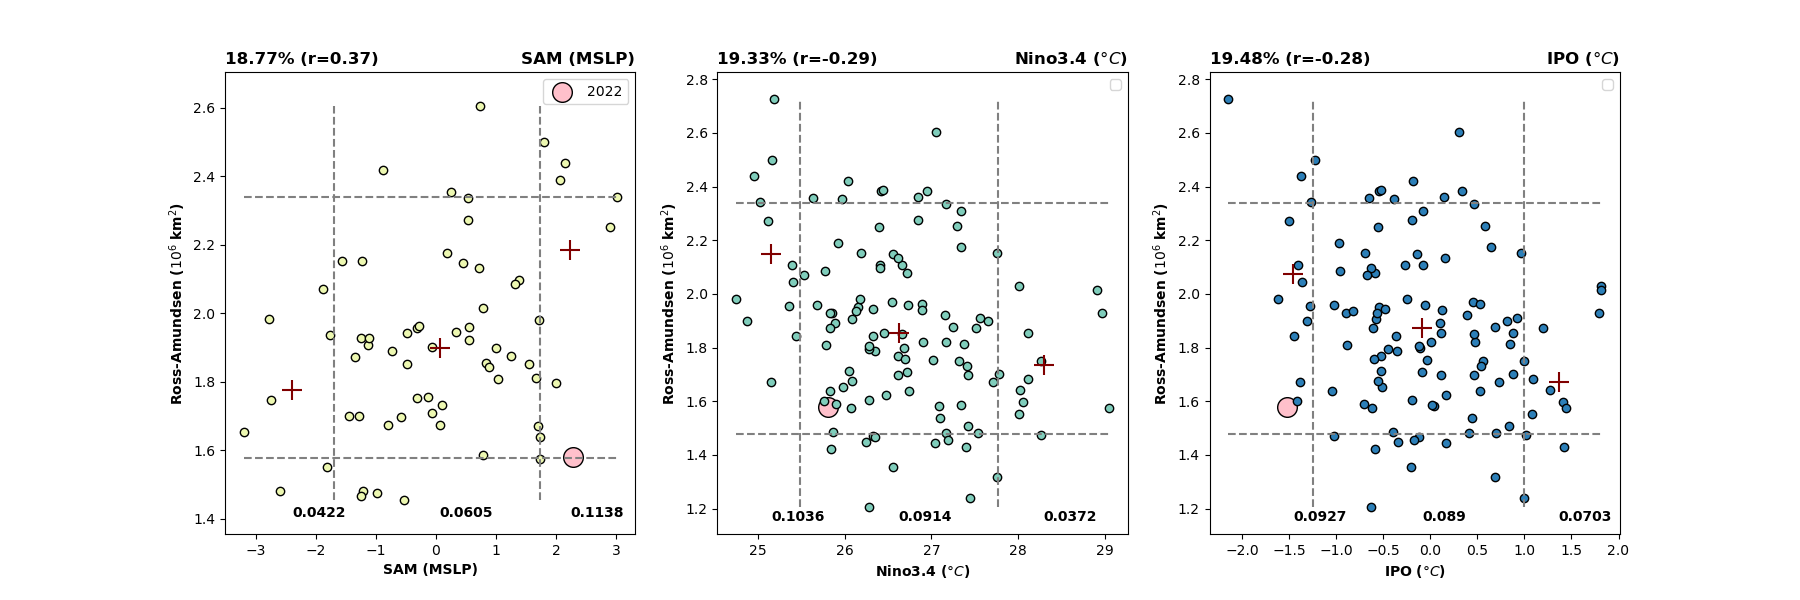 18.77% (r=0.37) SAM (MSLP)
2022
Ross-Amundsen (10⁶ km²)
2.6
2.4
2.2
2.0
1.8
1.6
1.4
0.0422 0.0605 0.1138
−3 −2 −1 0 1 2 3
SAM (MSLP)
19.33% (r=-0.29) Nino3.4 (°C)
Ross-Amundsen (10⁶ km²)
2.8
2.6
2.4
2.2
2.0
1.8
1.6
1.4
1.2
0.1036 0.0914 0.0372
25 26 27 28 29
Nino3.4 (°C)
19.48% (r=-0.28) IPO (°C)
Ross-Amundsen (10⁶ km²)
2.8
2.6
2.4
2.2
2.0
1.8
1.6
1.4
1.2
0.0927 0.089 0.0703
−2.0 −1.5 −1.0 −0.5 0.0 0.5 1.0 1.5 2.0
IPO (°C)